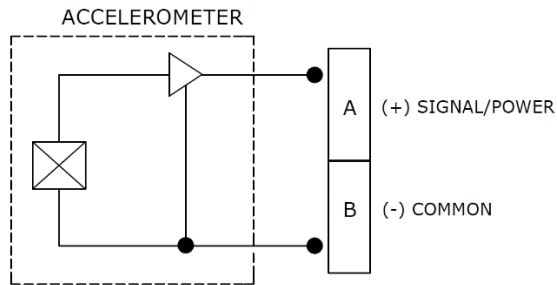 ACCELEROMETER
A
(+) SIGNAL/POWER
B
(-) COMMON